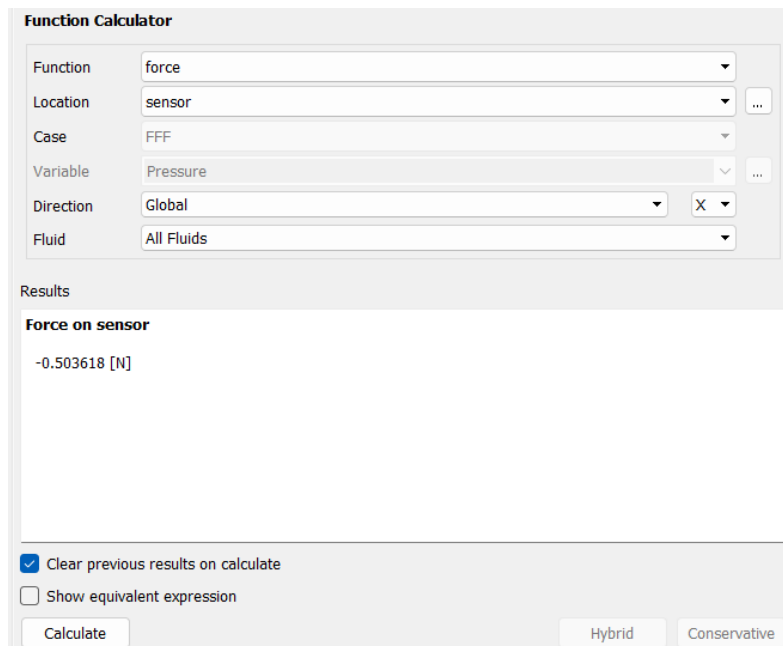 Function Calculator
Function force
Location sensor ...
Case FFF
Variable Pressure ...
Direction Global X
Fluid All Fluids
Results
Force on sensor
-0.503618 [N]
Clear previous results on calculate
Show equivalent expression
Calculate Hybrid Conservative